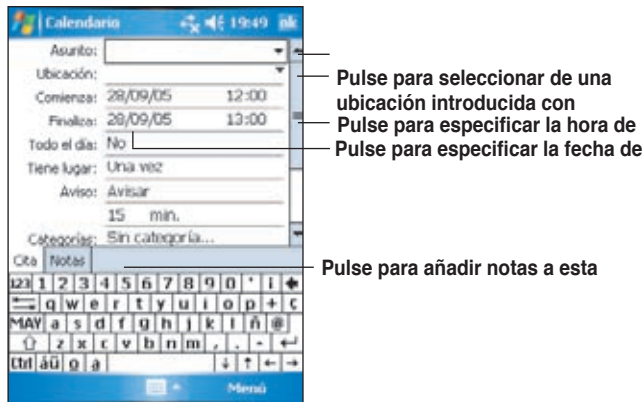 Calendario 19:49 ok
Asunto:
Ubicación:
Comienza: 28/09/05 12:00
Finaliza: 28/09/05 13:00
Todo el día: No
Tiene lugar: Una vez
Aviso: Avisar
15 min.
Categorías: Sin categoría...
Cita Notas
123 1 2 3 4 5 6 7 8 9 0 ' ¡
q w e r t y u i o p + ç
MAY a s d f g h j k l ñ @
z x c v b n m , . -
Ctrl áü º ª
Menú
Pulse para seleccionar de una
ubicación introducida con
Pulse para especificar la hora de
Pulse para especificar la fecha de
Pulse para añadir notas a esta